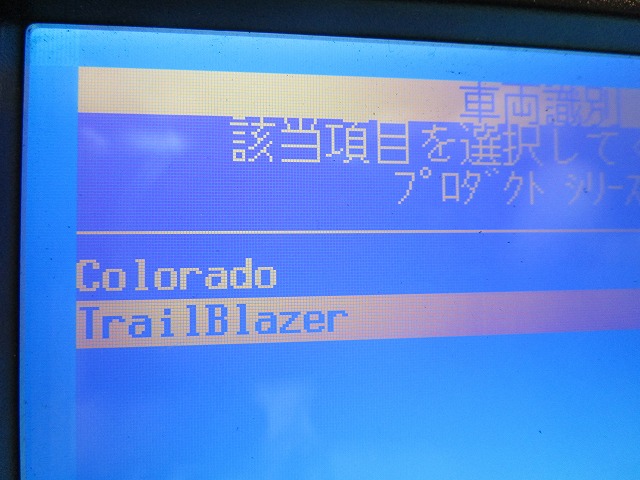 車両識別
該当項目を選択して
ﾌﾟﾛﾀﾞｸﾄ ｼﾘｰｽﾞ
Colorado
TrailBlazer